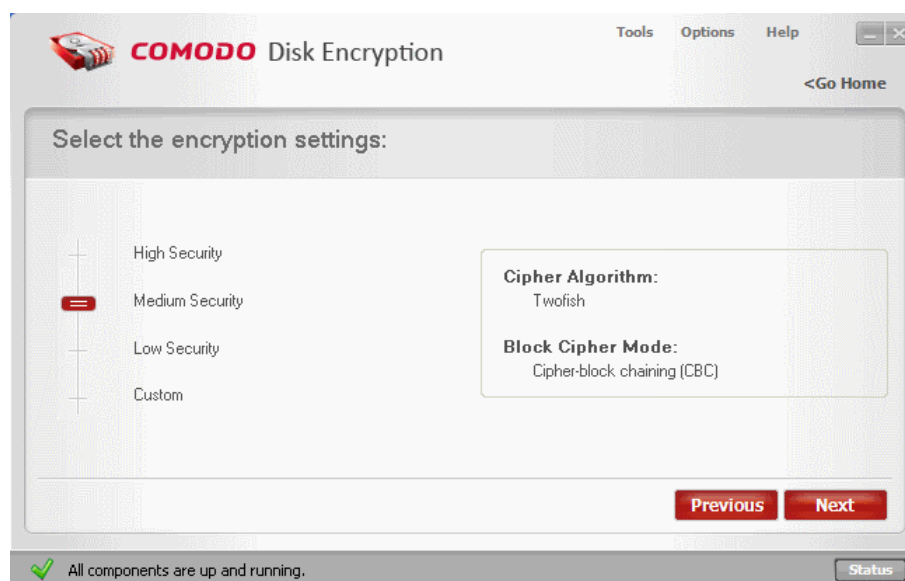 COMODO Disk Encryption
Tools Options Help
<Go Home
Select the encryption settings:
High Security
Medium Security
Low Security
Custom
Cipher Algorithm:
Twofish
Block Cipher Mode:
Cipher-block chaining (CBC)
Previous Next
All components are up and running.
Status